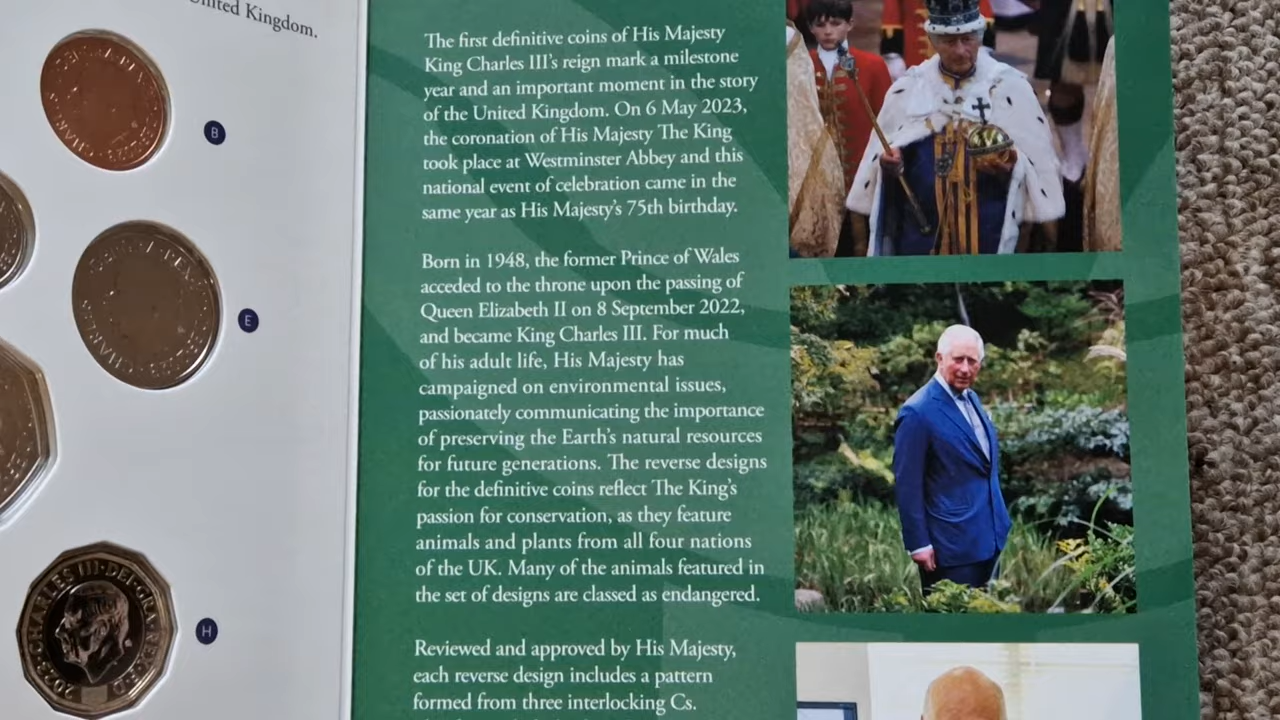 United Kingdom.
B
E
H
CHARLES III · DEI · GRA
2023
The first definitive coins of His Majesty
King Charles III's reign mark a milestone
year and an important moment in the story
of the United Kingdom. On 6 May 2023,
the coronation of His Majesty The King
took place at Westminster Abbey and this
national event of celebration came in the
same year as His Majesty's 75th birthday.
Born in 1948, the former Prince of Wales
acceded to the throne upon the passing of
Queen Elizabeth II on 8 September 2022,
and became King Charles III. For much
of his adult life, His Majesty has
campaigned on environmental issues,
passionately communicating the importance
of preserving the Earth's natural resources
for future generations. The reverse designs
for the definitive coins reflect The King's
passion for conservation, as they feature
animals and plants from all four nations
of the UK. Many of the animals featured in
the set of designs are classed as endangered.
Reviewed and approved by His Majesty,
each reverse design includes a pattern
formed from three interlocking Cs.